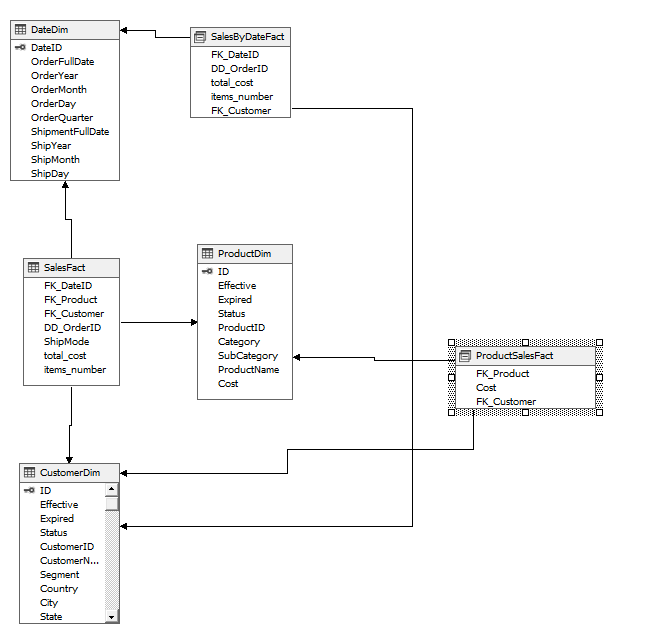 DateDim
DateID
OrderFullDate
OrderYear
OrderMonth
OrderDay
OrderQuarter
ShipmentFullDate
ShipYear
ShipMonth
ShipDay
SalesByDateFact
FK_DateID
DD_OrderID
total_cost
items_number
FK_Customer
SalesFact
FK_DateID
FK_Product
FK_Customer
DD_OrderID
ShipMode
total_cost
items_number
ProductDim
ID
Effective
Expired
Status
ProductID
Category
SubCategory
ProductName
Cost
ProductSalesFact
FK_Product
Cost
FK_Customer
CustomerDim
ID
Effective
Expired
Status
CustomerID
CustomerN...
Segment
Country
City
State